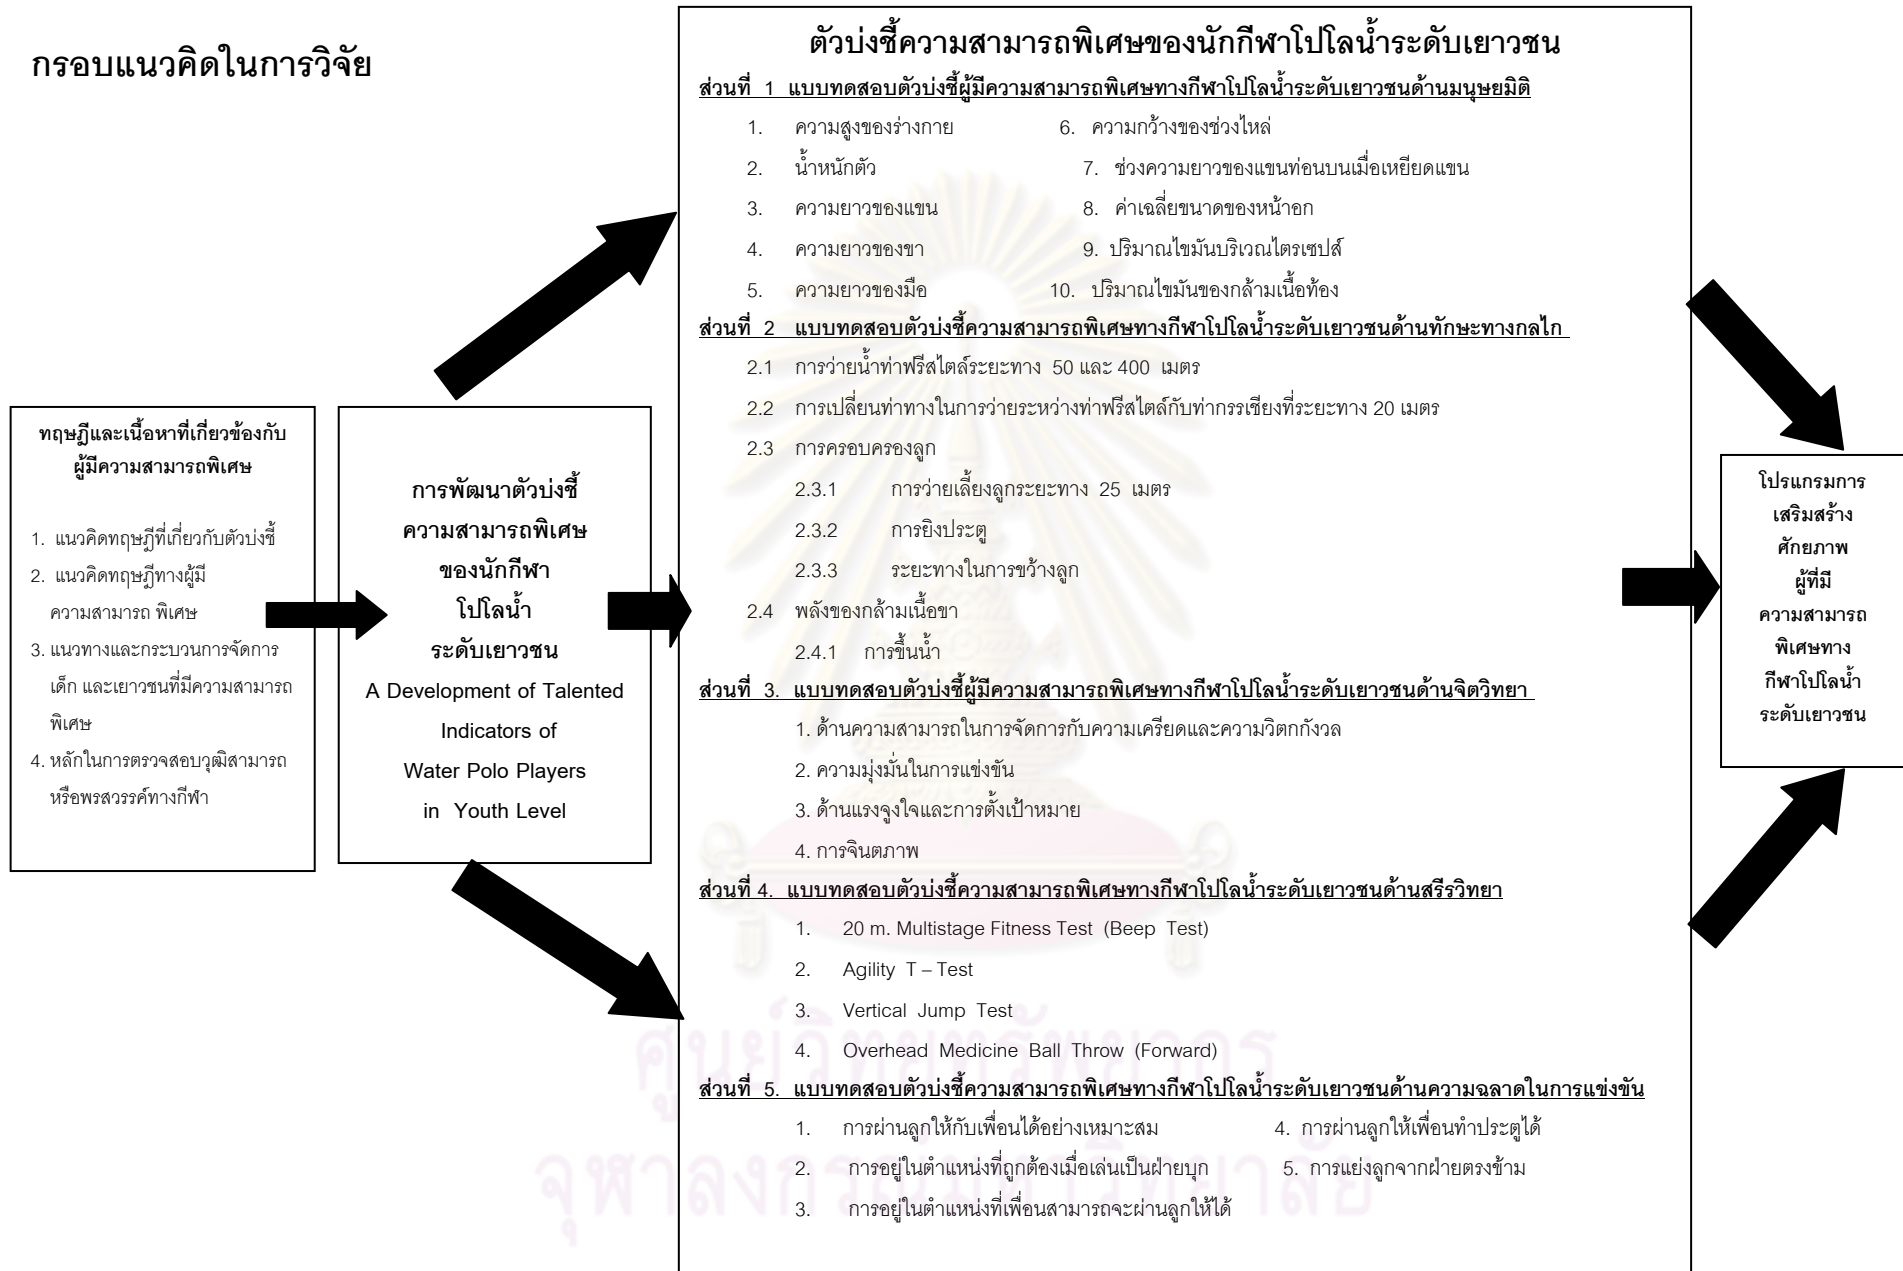 กรอบแนวคิดในการวิจัย
ทฤษฎีและเนื้อหาที่เกี่ยวข้องกับ
ผู้มีความสามารถพิเศษ
1. แนวคิดทฤษฎีที่เกี่ยวกับตัวบ่งชี้
2. แนวคิดทฤษฎีทางผู้มี
ความสามารถ พิเศษ
3. แนวทางและกระบวนการจัดการ
เด็ก และเยาวชนที่มีความสามารถ
พิเศษ
4. หลักในการตรวจสอบวุฒิสามารถ
หรือพรสวรรค์ทางกีฬา
การพัฒนาตัวบ่งชี้
ความสามารถพิเศษ
ของนักกีฬา
โปโลน้ำ
ระดับเยาวชน
A Development of Talented
Indicators of
Water Polo Players
in Youth Level
ตัวบ่งชี้ความสามารถพิเศษของนักกีฬาโปโลน้ำระดับเยาวชน
ส่วนที่ 1 แบบทดสอบตัวบ่งชี้ผู้มีความสามารถพิเศษทางกีฬาโปโลน้ำระดับเยาวชนด้านมนุษยมิติ
1. ความสูงของร่างกาย 6. ความกว้างของช่วงไหล่
2. น้ำหนักตัว 7. ช่วงความยาวของแขนท่อนบนเมื่อเหยียดแขน
3. ความยาวของแขน 8. ค่าเฉลี่ยขนาดของหน้าอก
4. ความยาวของขา 9. ปริมาณไขมันบริเวณไตรเซปส์
5. ความยาวของมือ 10. ปริมาณไขมันของกล้ามเนื้อท้อง
ส่วนที่ 2 แบบทดสอบตัวบ่งชี้ความสามารถพิเศษทางกีฬาโปโลน้ำระดับเยาวชนด้านทักษะทางกลไก
2.1 การว่ายน้ำท่าฟรีสไตล์ระยะทาง 50 และ 400 เมตร
2.2 การเปลี่ยนท่าทางในการว่ายระหว่างท่าฟรีสไตล์กับท่ากรรเชียงที่ระยะทาง 20 เมตร
2.3 การครอบครองลูก
2.3.1 การว่ายเลี้ยงลูกระยะทาง 25 เมตร
2.3.2 การยิงประตู
2.3.3 ระยะทางในการขว้างลูก
2.4 พลังของกล้ามเนื้อขา
2.4.1 การขึ้นน้ำ
ส่วนที่ 3. แบบทดสอบตัวบ่งชี้ผู้มีความสามารถพิเศษทางกีฬาโปโลน้ำระดับเยาวชนด้านจิตวิทยา
1. ด้านความสามารถในการจัดการกับความเครียดและความวิตกกังวล
2. ความมุ่งมั่นในการแข่งขัน
3. ด้านแรงจูงใจและการตั้งเป้าหมาย
4. การจินตภาพ
ส่วนที่ 4. แบบทดสอบตัวบ่งชี้ความสามารถพิเศษทางกีฬาโปโลน้ำระดับเยาวชนด้านสรีรวิทยา
1. 20 m. Multistage Fitness Test (Beep Test)
2. Agility T – Test
3. Vertical Jump Test
4. Overhead Medicine Ball Throw (Forward)
ส่วนที่ 5. แบบทดสอบตัวบ่งชี้ความสามารถพิเศษทางกีฬาโปโลน้ำระดับเยาวชนด้านความฉลาดในการแข่งขัน
1. การผ่านลูกให้กับเพื่อนได้อย่างเหมาะสม 4. การผ่านลูกให้เพื่อนทำประตูได้
2. การอยู่ในตำแหน่งที่ถูกต้องเมื่อเล่นเป็นฝ่ายบุก 5. การแย่งลูกจากฝ่ายตรงข้าม
3. การอยู่ในตำแหน่งที่เพื่อนสามารถจะผ่านลูกให้ได้
โปรแกรมการ
เสริมสร้าง
ศักยภาพ
ผู้ที่มี
ความสามารถ
พิเศษทาง
กีฬาโปโลน้ำ
ระดับเยาวชน
ศูนย์วิทยทรัพยากร
จุฬาลงกรณ์มหาวิทยาลัย